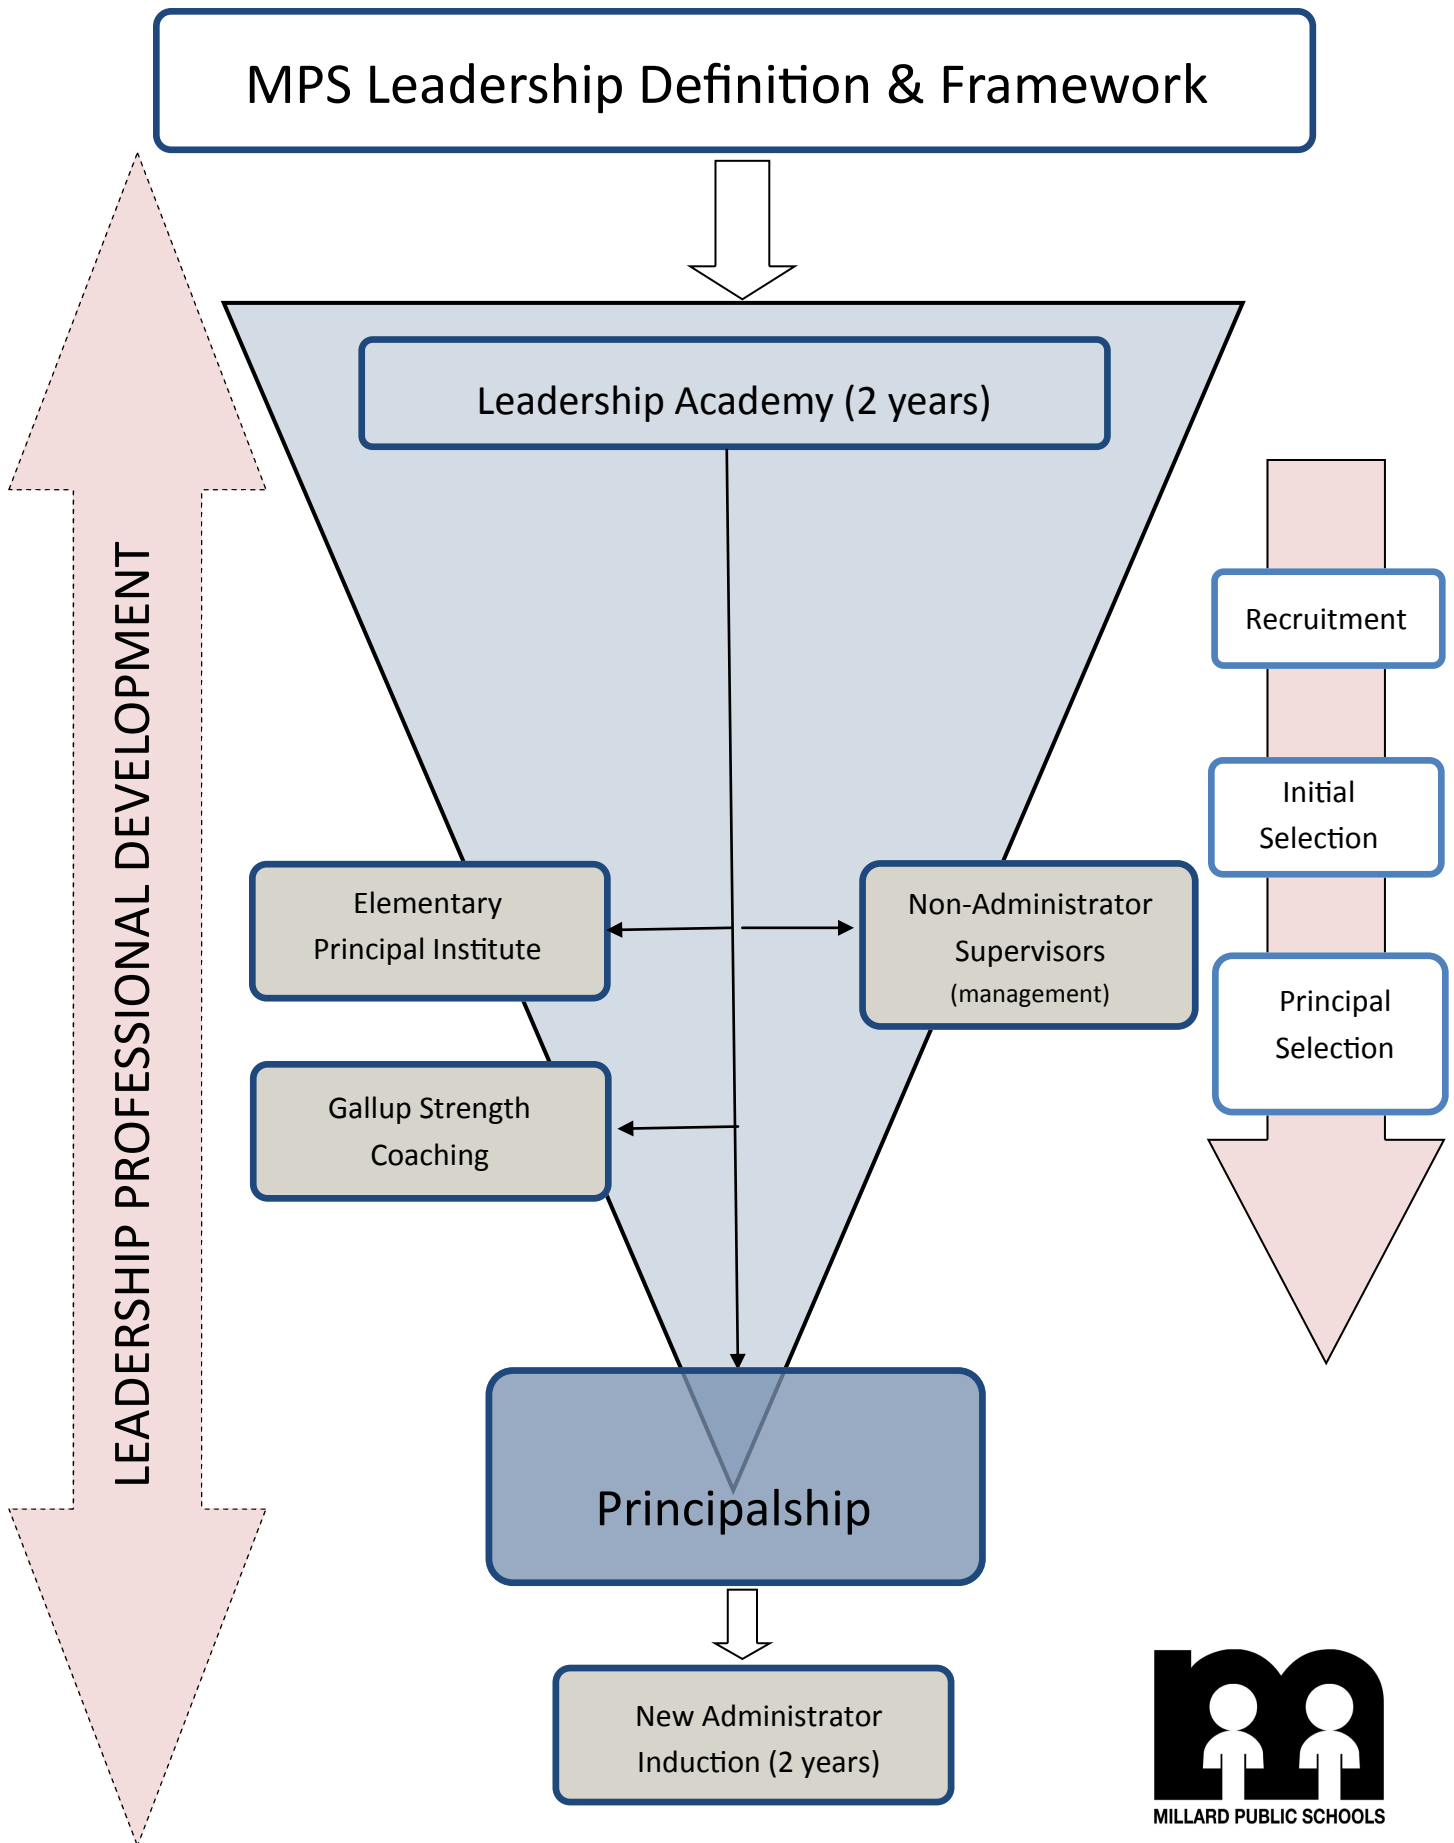 MPS Leadership Definition & Framework
Leadership Academy (2 years)
LEADERSHIP PROFESSIONAL DEVELOPMENT
Recruitment
Initial
Selection
Elementary
Principal Institute
Non-Administrator
Supervisors
(management)
Principal
Selection
Gallup Strength
Coaching
Principalship
New Administrator
Induction (2 years)
MILLARD PUBLIC SCHOOLS